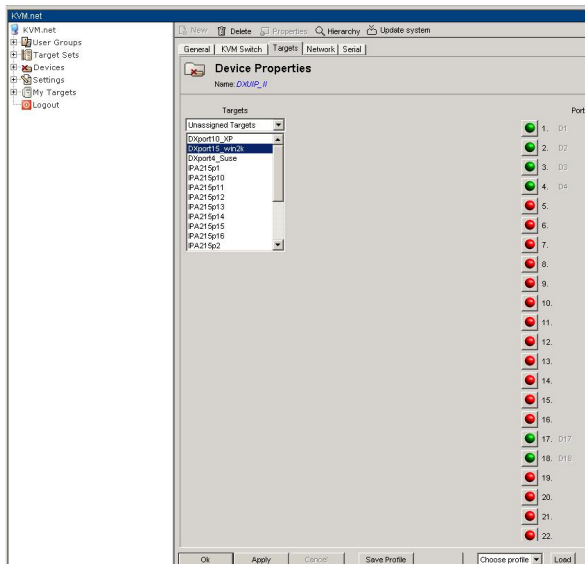 KVM.net
KVM.net
User Groups
Target Sets
Devices
Settings
My Targets
Logout
New Delete Properties Hierarchy Update system
General KVM Switch Targets Network Serial
Device Properties
Name: DXUIP_II
Targets
Port
Unassigned Targets
DXport10_XP
DXport15_win2k
DXport4_Suse
IPA215p1
IPA215p10
IPA215p11
IPA215p12
IPA215p13
IPA215p14
IPA215p15
IPA215p16
IPA215p2
1. D1
2. D2
3. D3
4. D4
5.
6.
7.
8.
9.
10.
11.
12.
13.
14.
15.
16.
17. D17
18. D18
19.
20.
21.
22.
Ok Apply Cancel Save Profile Choose profile Load